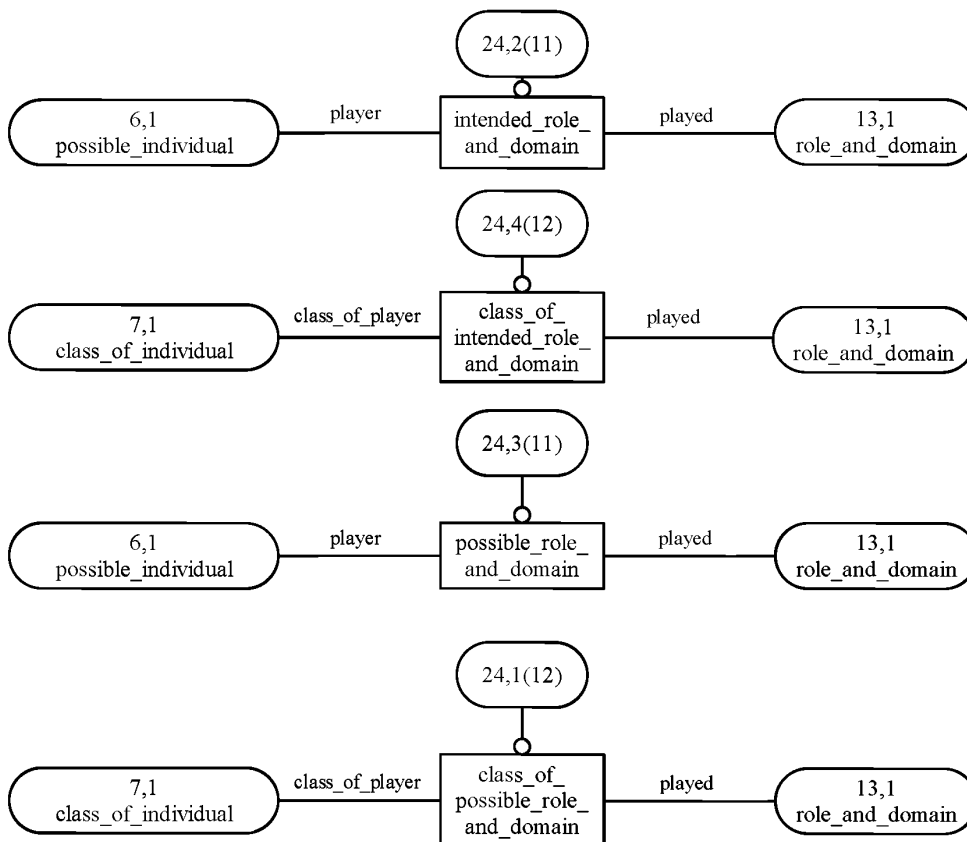 24,2(11)
player
played
6,1
possible_individual
intended_role_
and_domain
13,1
role_and_domain
24,4(12)
class_of_player
played
7,1
class_of_individual
class_of_
intended_role_
and_domain
13,1
role_and_domain
24,3(11)
player
played
6,1
possible_individual
possible_role_
and_domain
13,1
role_and_domain
24,1(12)
class_of_player
played
7,1
class_of_individual
class_of_
possible_role_
and_domain
13,1
role_and_domain